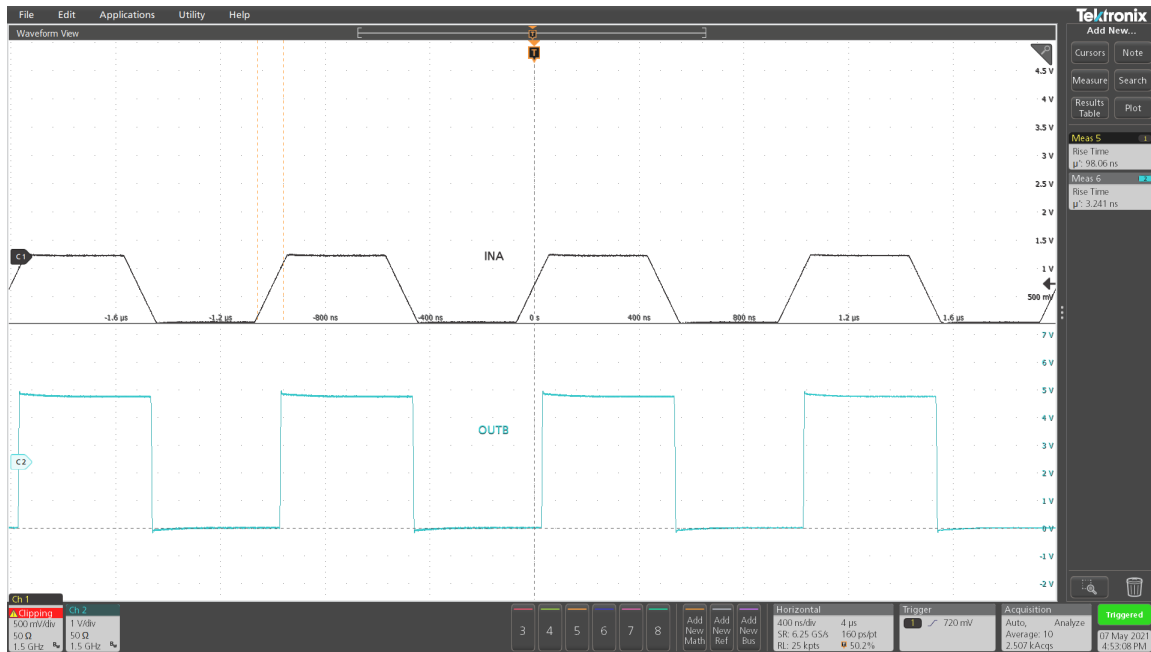 File Edit Applications Utility Help
Tektronix
Waveform View
Add New...
T
T
Cursors Note
Measure Search
Results Table Plot
4.5 V
4 V
3.5 V
3 V
2.5 V
2 V
1.5 V
1 V
500 mV
Meas 5 1
Rise Time
µ': 98.06 ns
Meas 6 2
Rise Time
µ': 3.241 ns
C1
INA
-1.6 µs -1.2 µs -800 ns -400 ns 0 s 400 ns 800 ns 1.2 µs 1.6 µs
7 V
6 V
5 V
4 V
3 V
2 V
1 V
0 V
-1 V
-2 V
OUTB
C2
Ch 1
Clipping
500 mV/div
50 Ω
1.5 GHz
Ch 2
1 V/div
50 Ω
1.5 GHz
3 4 5 6 7 8
Add New Math
Add New Ref
Add New Bus
Horizontal
400 ns/div 4 µs
SR: 6.25 GS/s 160 ps/pt
RL: 25 kpts 50.2%
Trigger
1 720 mV
Acquisition
Auto, Analyze
Average: 10
2.507 kAcqs
Triggered
07 May 2021
4:53:08 PM